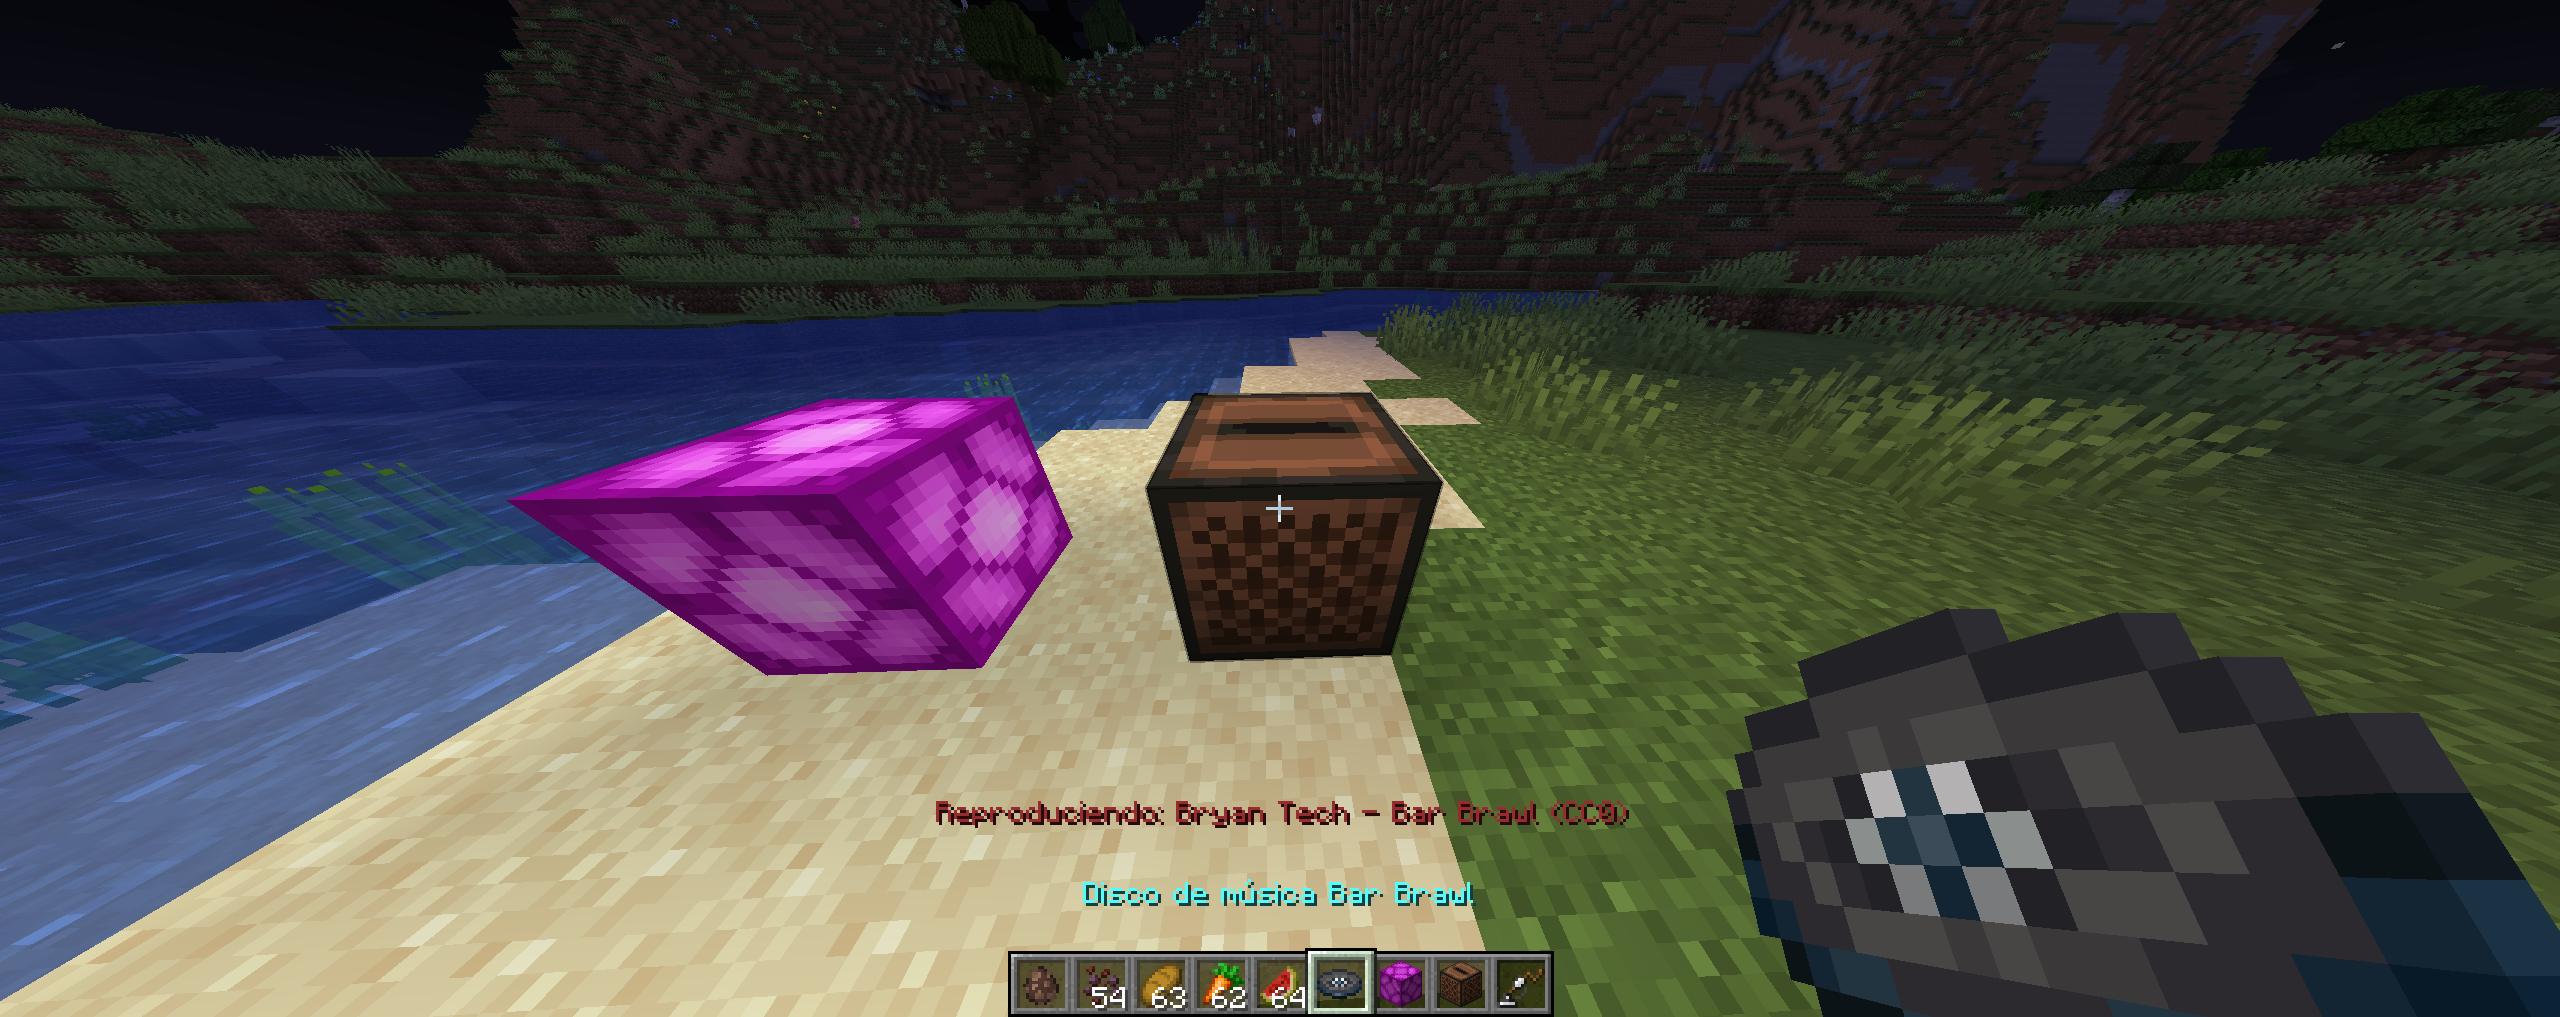 Reproduciendo: Bryan Tech - Bar Brawl (CC0)
Disco de música Bar Brawl
54 63 62 64